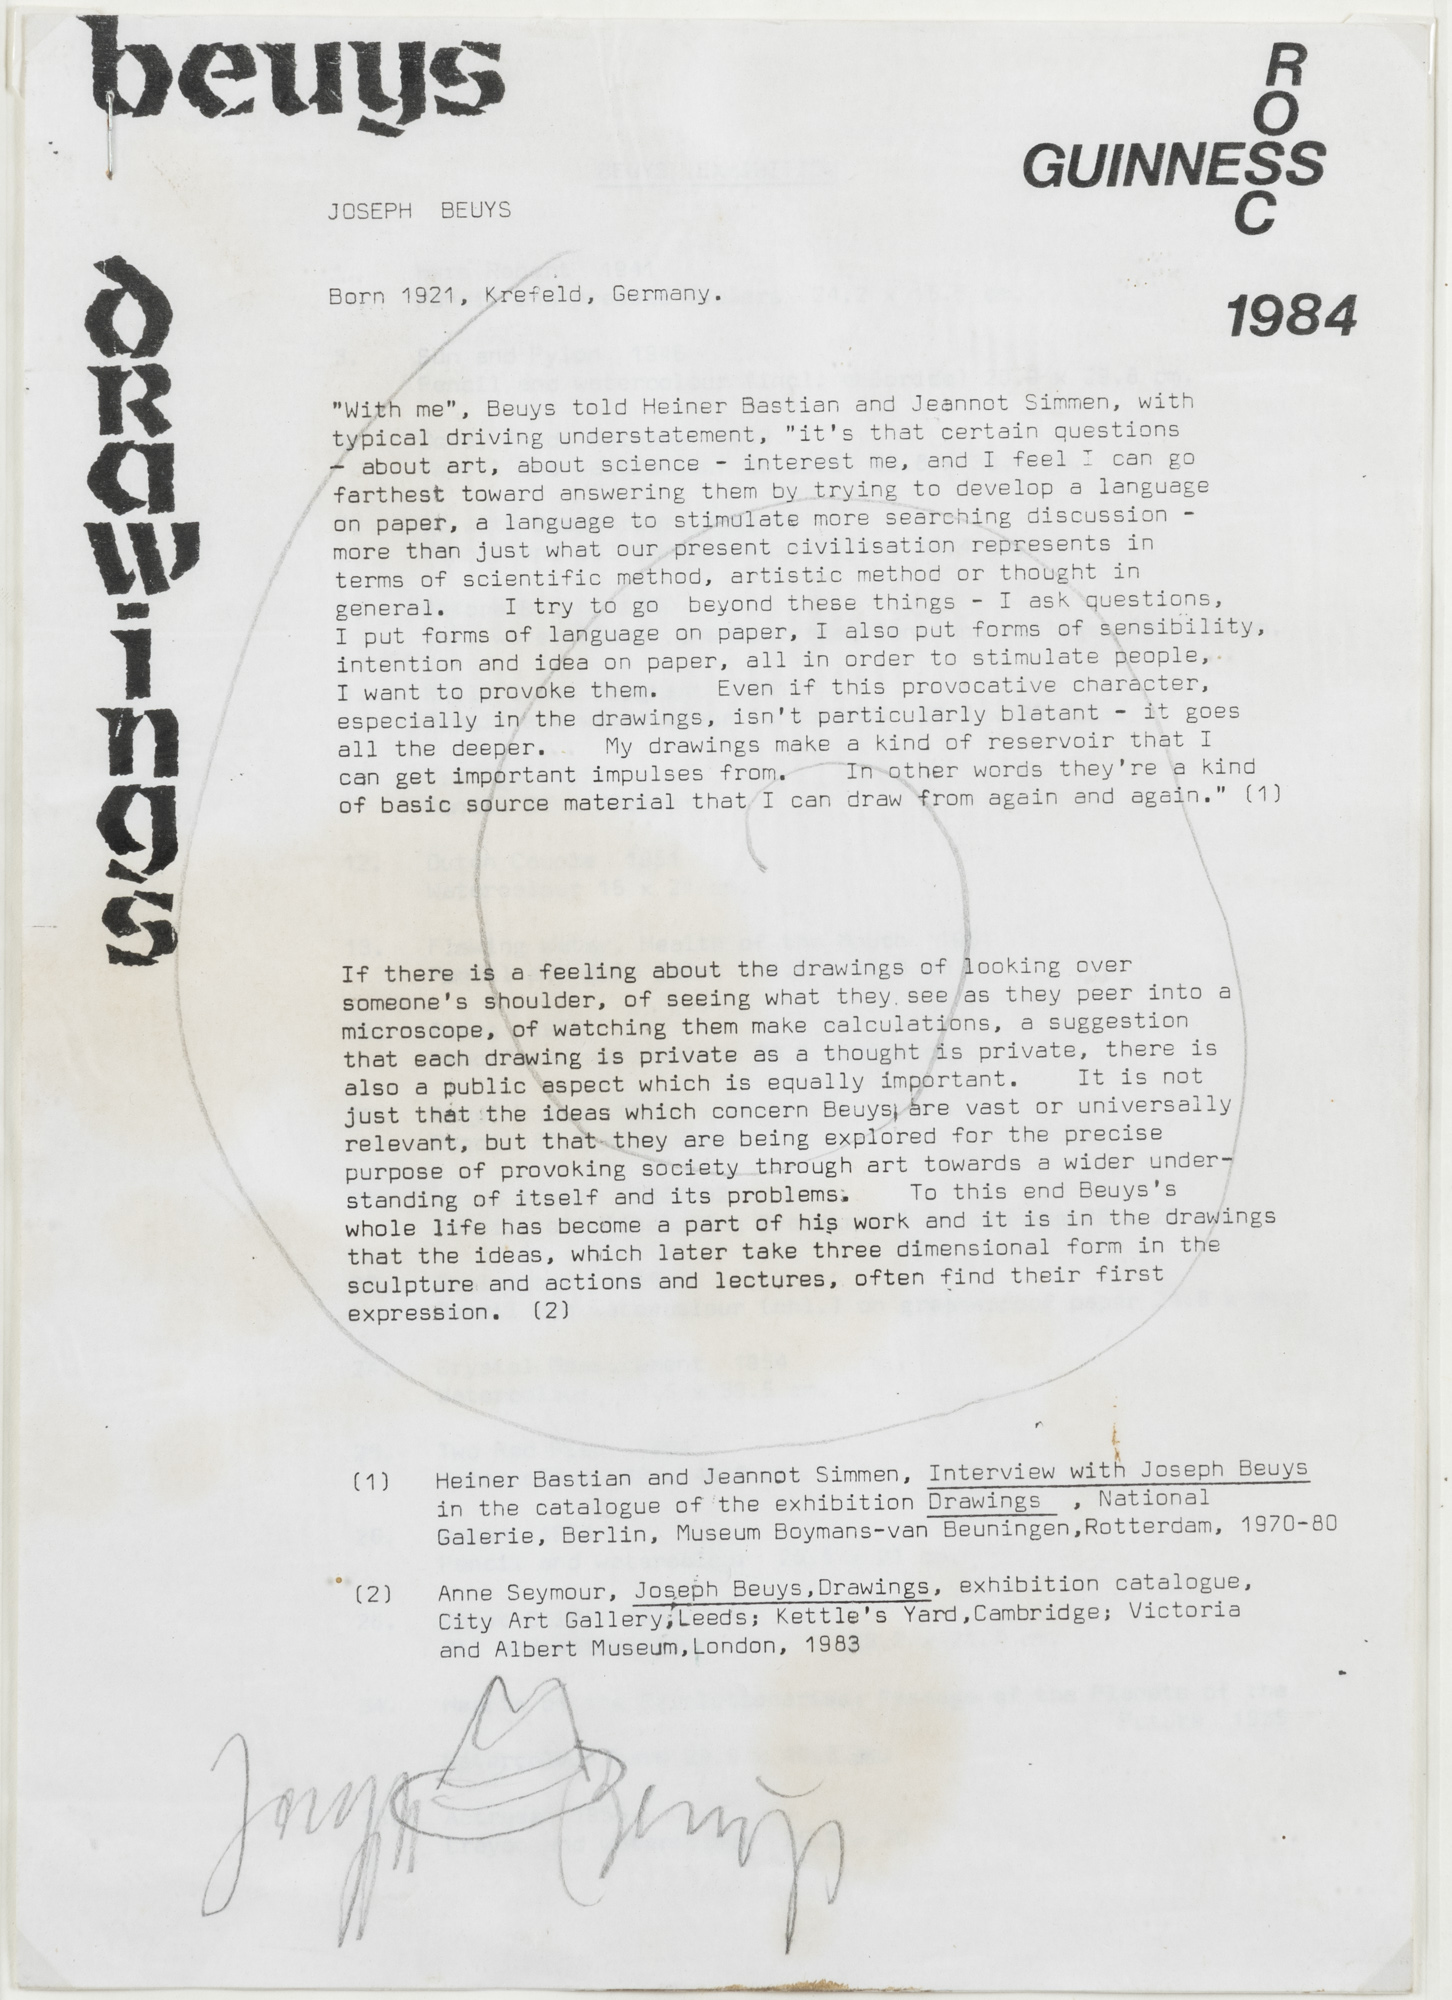 beuys
drawings
R
O
GUINNESS
C
1984
JOSEPH BEUYS
Born 1921, Krefeld, Germany.
"With me", Beuys told Heiner Bastian and Jeannot Simmen, with
typical driving understatement, "it's that certain questions
- about art, about science - interest me, and I feel I can go
farthest toward answering them by trying to develop a language
on paper, a language to stimulate more searching discussion -
more than just what our present civilisation represents in
terms of scientific method, artistic method or thought in
general. I try to go beyond these things - I ask questions,
I put forms of language on paper, I also put forms of sensibility,
intention and idea on paper, all in order to stimulate people,
I want to provoke them. Even if this provocative character,
especially in the drawings, isn't particularly blatant - it goes
all the deeper. My drawings make a kind of reservoir that I
can get important impulses from. In other words they're a kind
of basic source material that I can draw from again and again." (1)
If there is a feeling about the drawings of looking over
someone's shoulder, of seeing what they see as they peer into a
microscope, of watching them make calculations, a suggestion
that each drawing is private as a thought is private, there is
also a public aspect which is equally important. It is not
just that the ideas which concern Beuys are vast or universally
relevant, but that they are being explored for the precise
purpose of provoking society through art towards a wider under-
standing of itself and its problems. To this end Beuys's
whole life has become a part of his work and it is in the drawings
that the ideas, which later take three dimensional form in the
sculpture and actions and lectures, often find their first
expression. (2)
(1) Heiner Bastian and Jeannot Simmen, Interview with Joseph Beuys
in the catalogue of the exhibition Drawings , National
Galerie, Berlin, Museum Boymans-van Beuningen,Rotterdam, 1970-80
(2) Anne Seymour, Joseph Beuys,Drawings, exhibition catalogue,
City Art Gallery,Leeds; Kettle's Yard,Cambridge; Victoria
and Albert Museum,London, 1983
Joseph Beuys